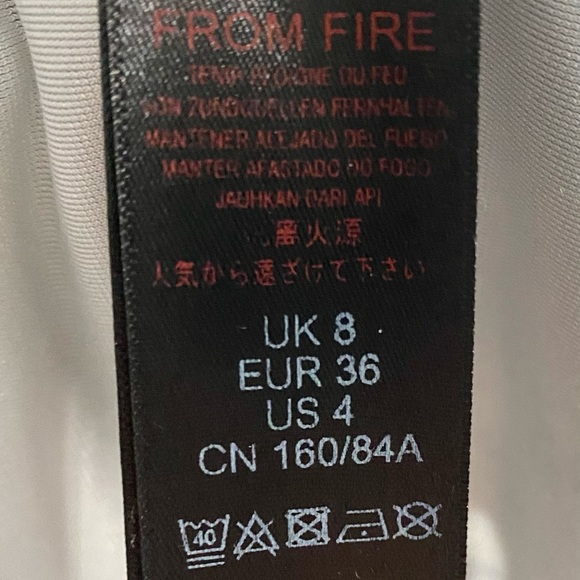 FROM FIRE
TENIR ELOIGNE DU FEU
VON ZUNDQUELLEN FERNHALTEN
MANTENER ALEJADO DEL FUEGO
MANTER AFASTADO DO FOGO
JAUHKAN DARI API
离火源
火気から遠ざけて下さい
UK 8
EUR 36
US 4
CN 160/84A
40